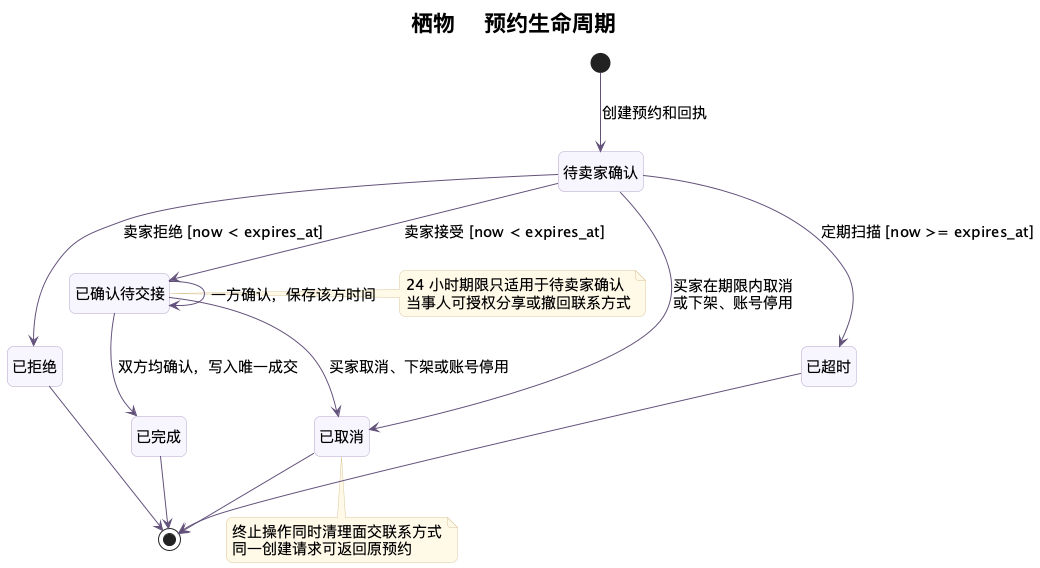 栖物 预约生命周期
创建预约和回执
待卖家确认
卖家拒绝 [now < expires_at]
卖家接受 [now < expires_at]
定期扫描 [now >= expires_at]
已确认待交接
一方确认，保存该方时间
24 小时期限只适用于待卖家确认
当事人可授权分享或撤回联系方式
买家在期限内取消
或下架、账号停用
已拒绝
双方均确认，写入唯一成交
买家取消、下架或账号停用
已超时
已完成
已取消
终止操作同时清理面交联系方式
同一创建请求可返回原预约